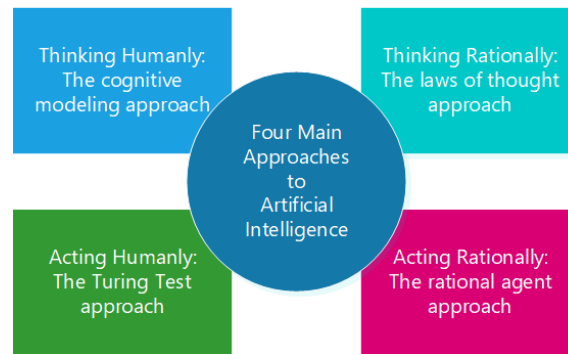 Thinking Humanly:
The cognitive
modeling approach
Thinking Rationally:
The laws of thought
approach
Four Main
Approaches
to
Artificial
Intelligence
Acting Humanly:
The Turing Test
approach
Acting Rationally:
The rational agent
approach